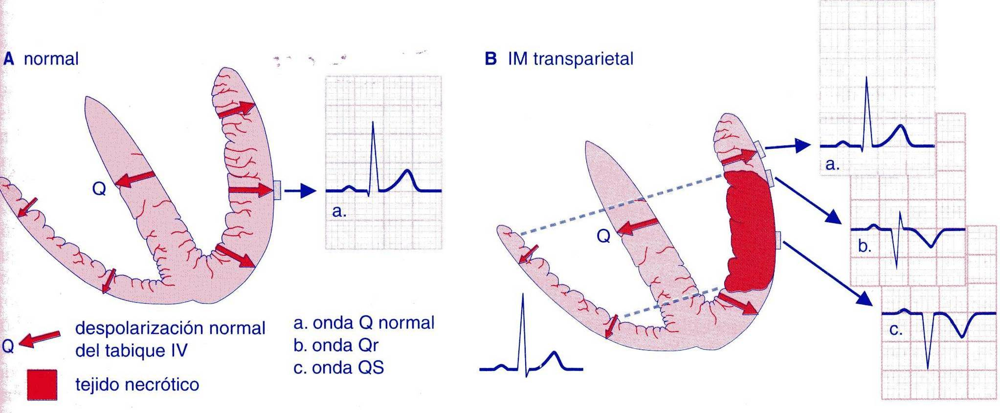 A normal
B IM transparietal
Q
a.
Q
a.
b.
c.
Q
despolarización normal
del tabique IV
tejido necrótico
a. onda Q normal
b. onda Qr
c. onda QS